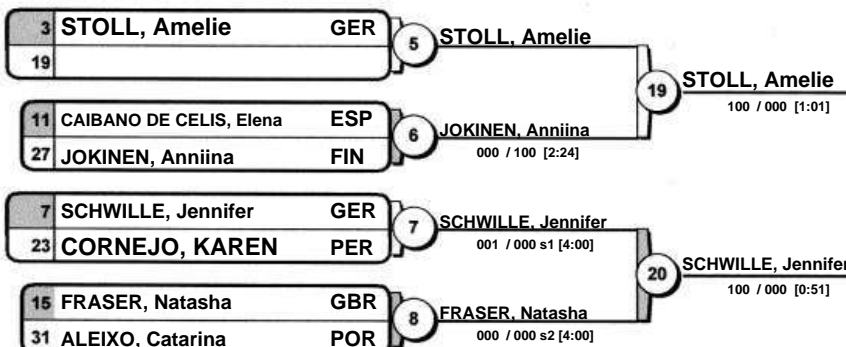 3 STOLL, Amelie GER
19
5
STOLL, Amelie
11 CAIBANO DE CELIS, Elena ESP
27 JOKINEN, Anniina FIN
6
JOKINEN, Anniina
000 / 100 [2:24]
19
STOLL, Amelie
100 / 000 [1:01]
7 SCHWILLE, Jennifer GER
23 CORNEJO, KAREN PER
7
SCHWILLE, Jennifer
001 / 000 s1 [4:00]
15 FRASER, Natasha GBR
31 ALEIXO, Catarina POR
8
FRASER, Natasha
000 / 000 s2 [4:00]
20
SCHWILLE, Jennifer
100 / 000 [0:51]